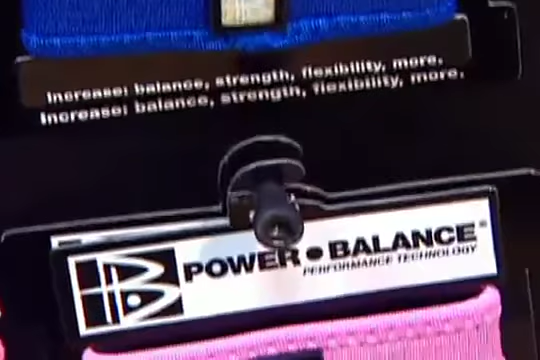 Increase: balance, strength, flexibility, more.
Increase: balance, strength, flexibility, more.
POWER BALANCE®
PERFORMANCE TECHNOLOGY